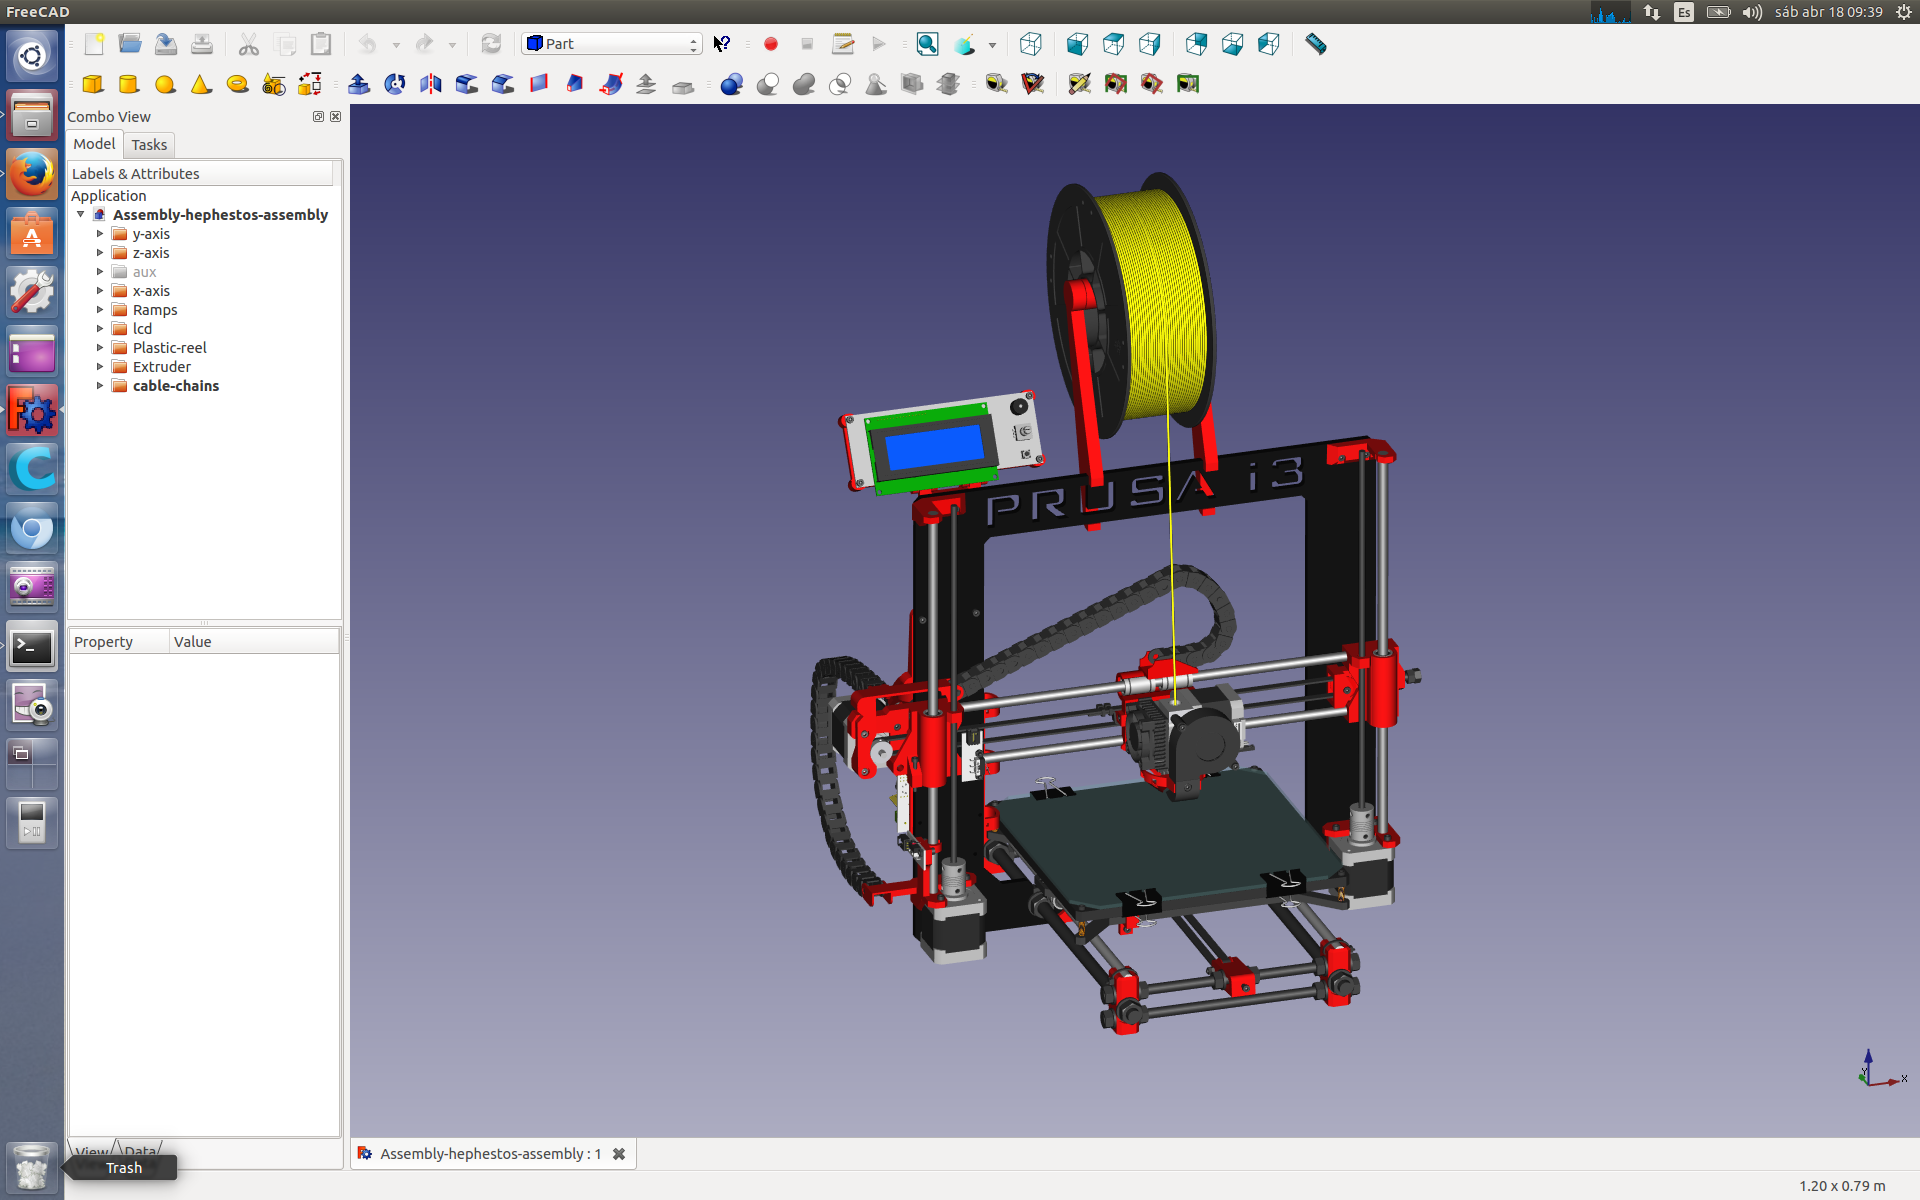 FreeCAD
Es
sáb abr 18 09:39
Part
Combo View
Model
Tasks
Labels & Attributes
Application
Assembly-hephestos-assembly
y-axis
z-axis
aux
x-axis
Ramps
lcd
Plastic-reel
Extruder
cable-chains
Property
Value
PRUSA i3
View
Data
Trash
Assembly-hephestos-assembly : 1
Y
X
1.20 x 0.79 m